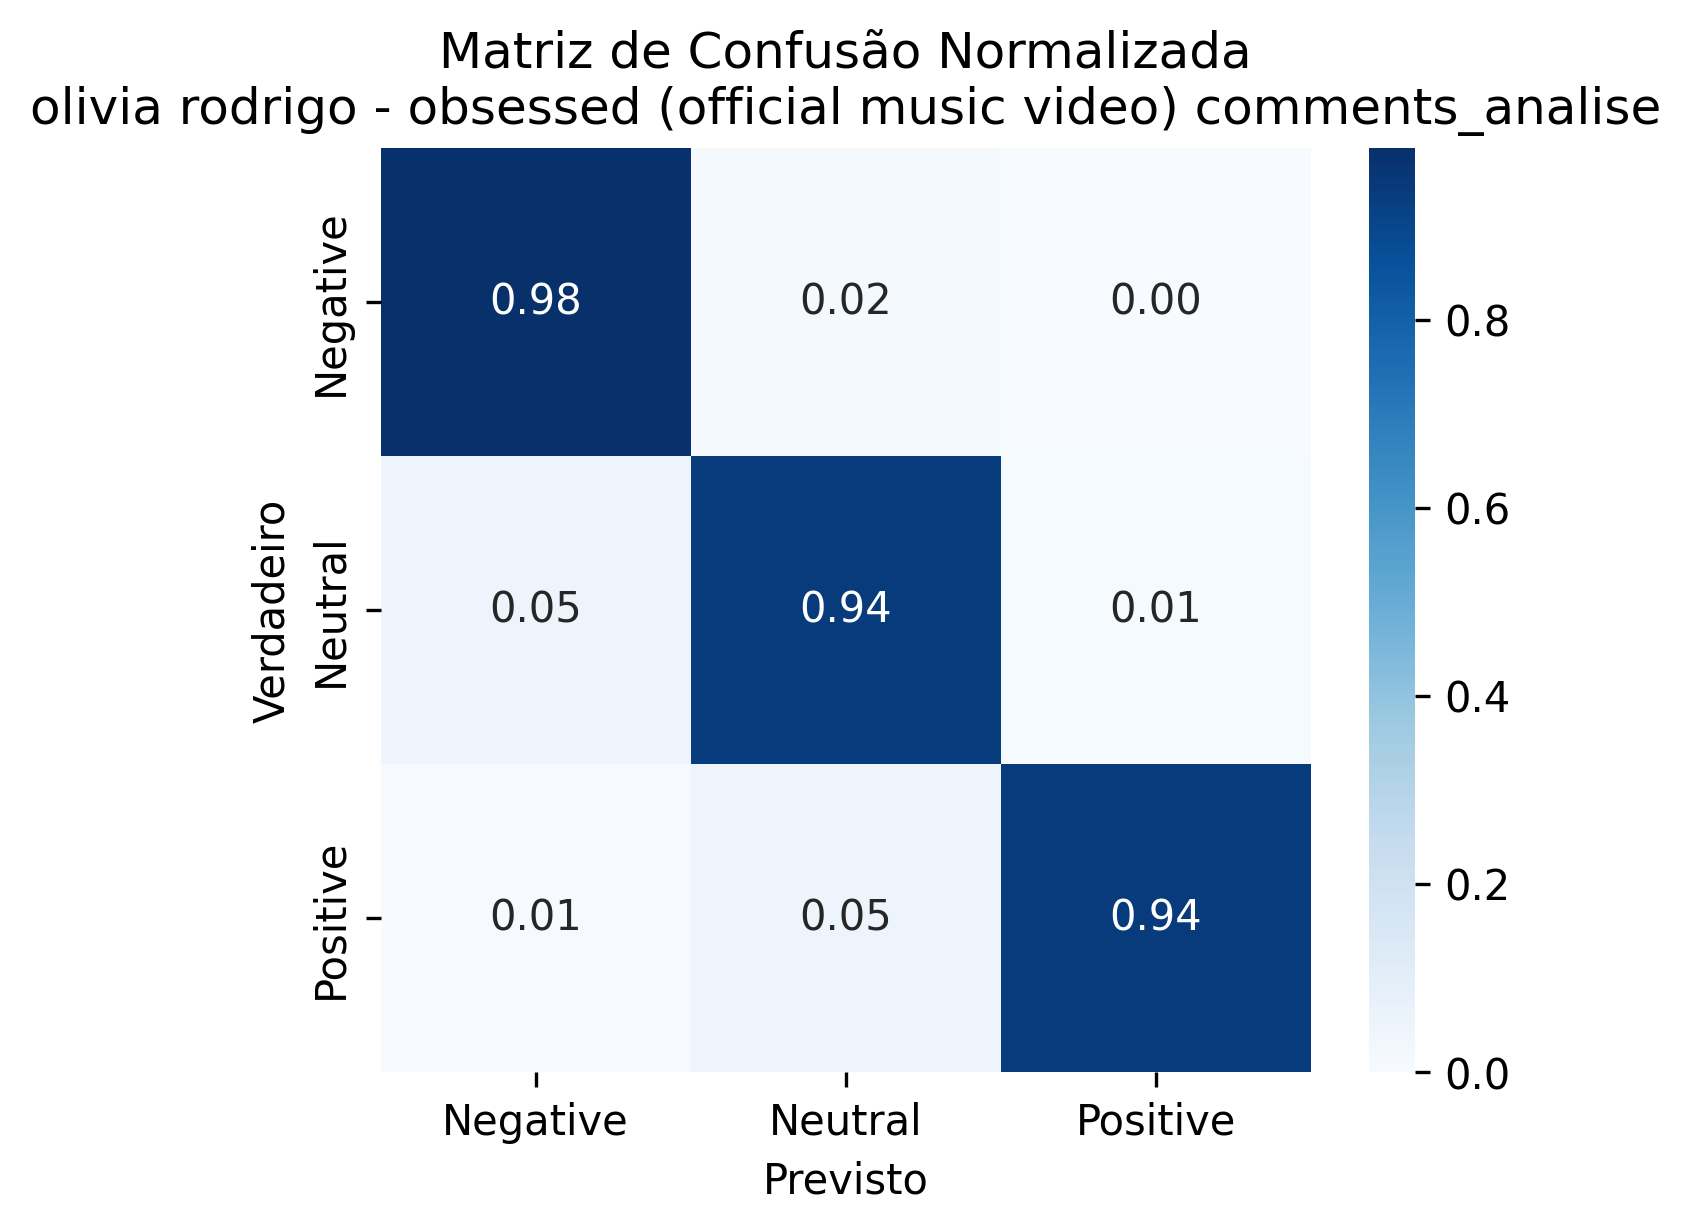 Matriz de Confusão Normalizada
olivia rodrigo - obsessed (official music video) comments_analise
Verdadeiro
Negative
0.98 0.02 0.00
Neutral
0.05 0.94 0.01
Positive
0.01 0.05 0.94
Negative Neutral Positive
Previsto
0.8
0.6
0.4
0.2
0.0